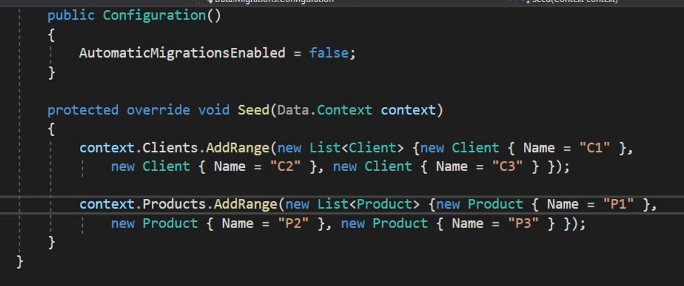 public Configuration()
{
AutomaticMigrationsEnabled = false;
}
protected override void Seed(Data.Context context)
{
context.Clients.AddRange(new List<Client> {new Client { Name = "C1" },
new Client { Name = "C2" }, new Client { Name = "C3" } });
context.Products.AddRange(new List<Product> {new Product { Name = "P1" },
new Product { Name = "P2" }, new Product { Name = "P3" } });
}
}